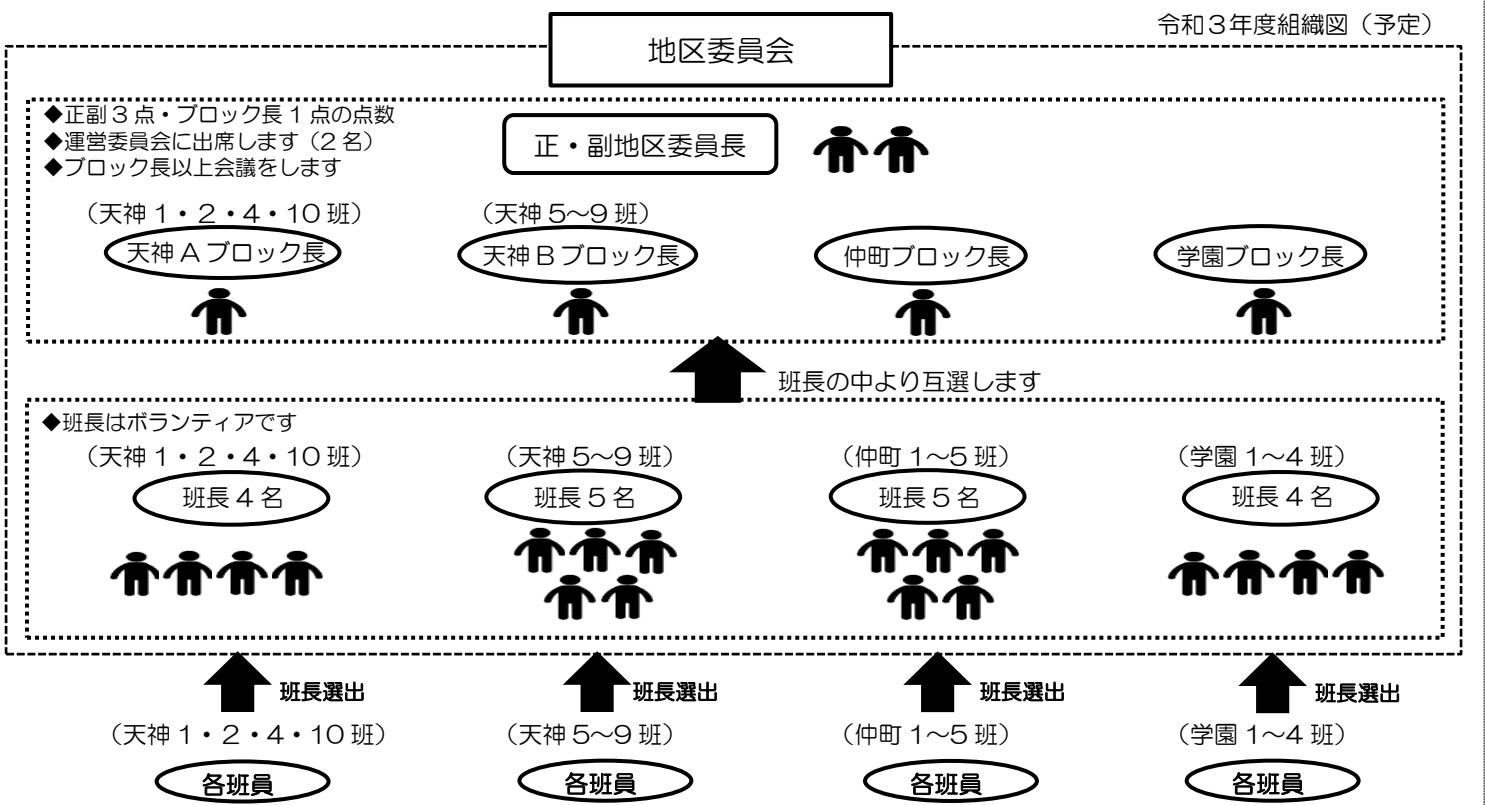 令和３年度組織図（予定）
地区委員会
◆正副３点・ブロック長１点の点数
◆運営委員会に出席します（２名）
◆ブロック長以上会議をします
正・副地区委員長
（天神１・２・４・10 班）
（天神５～９班）
天神Ａブロック長
天神Ｂブロック長
仲町ブロック長
学園ブロック長
班長の中より互選します
◆班長はボランティアです
（天神１・２・４・10 班）
（天神５～９班）
（仲町１～５班）
（学園１～４班）
班長４名
班長５名
班長５名
班長４名
班長選出
班長選出
班長選出
班長選出
（天神１・２・４・10 班）
（天神５～９班）
（仲町１～５班）
（学園１～４班）
各班員
各班員
各班員
各班員